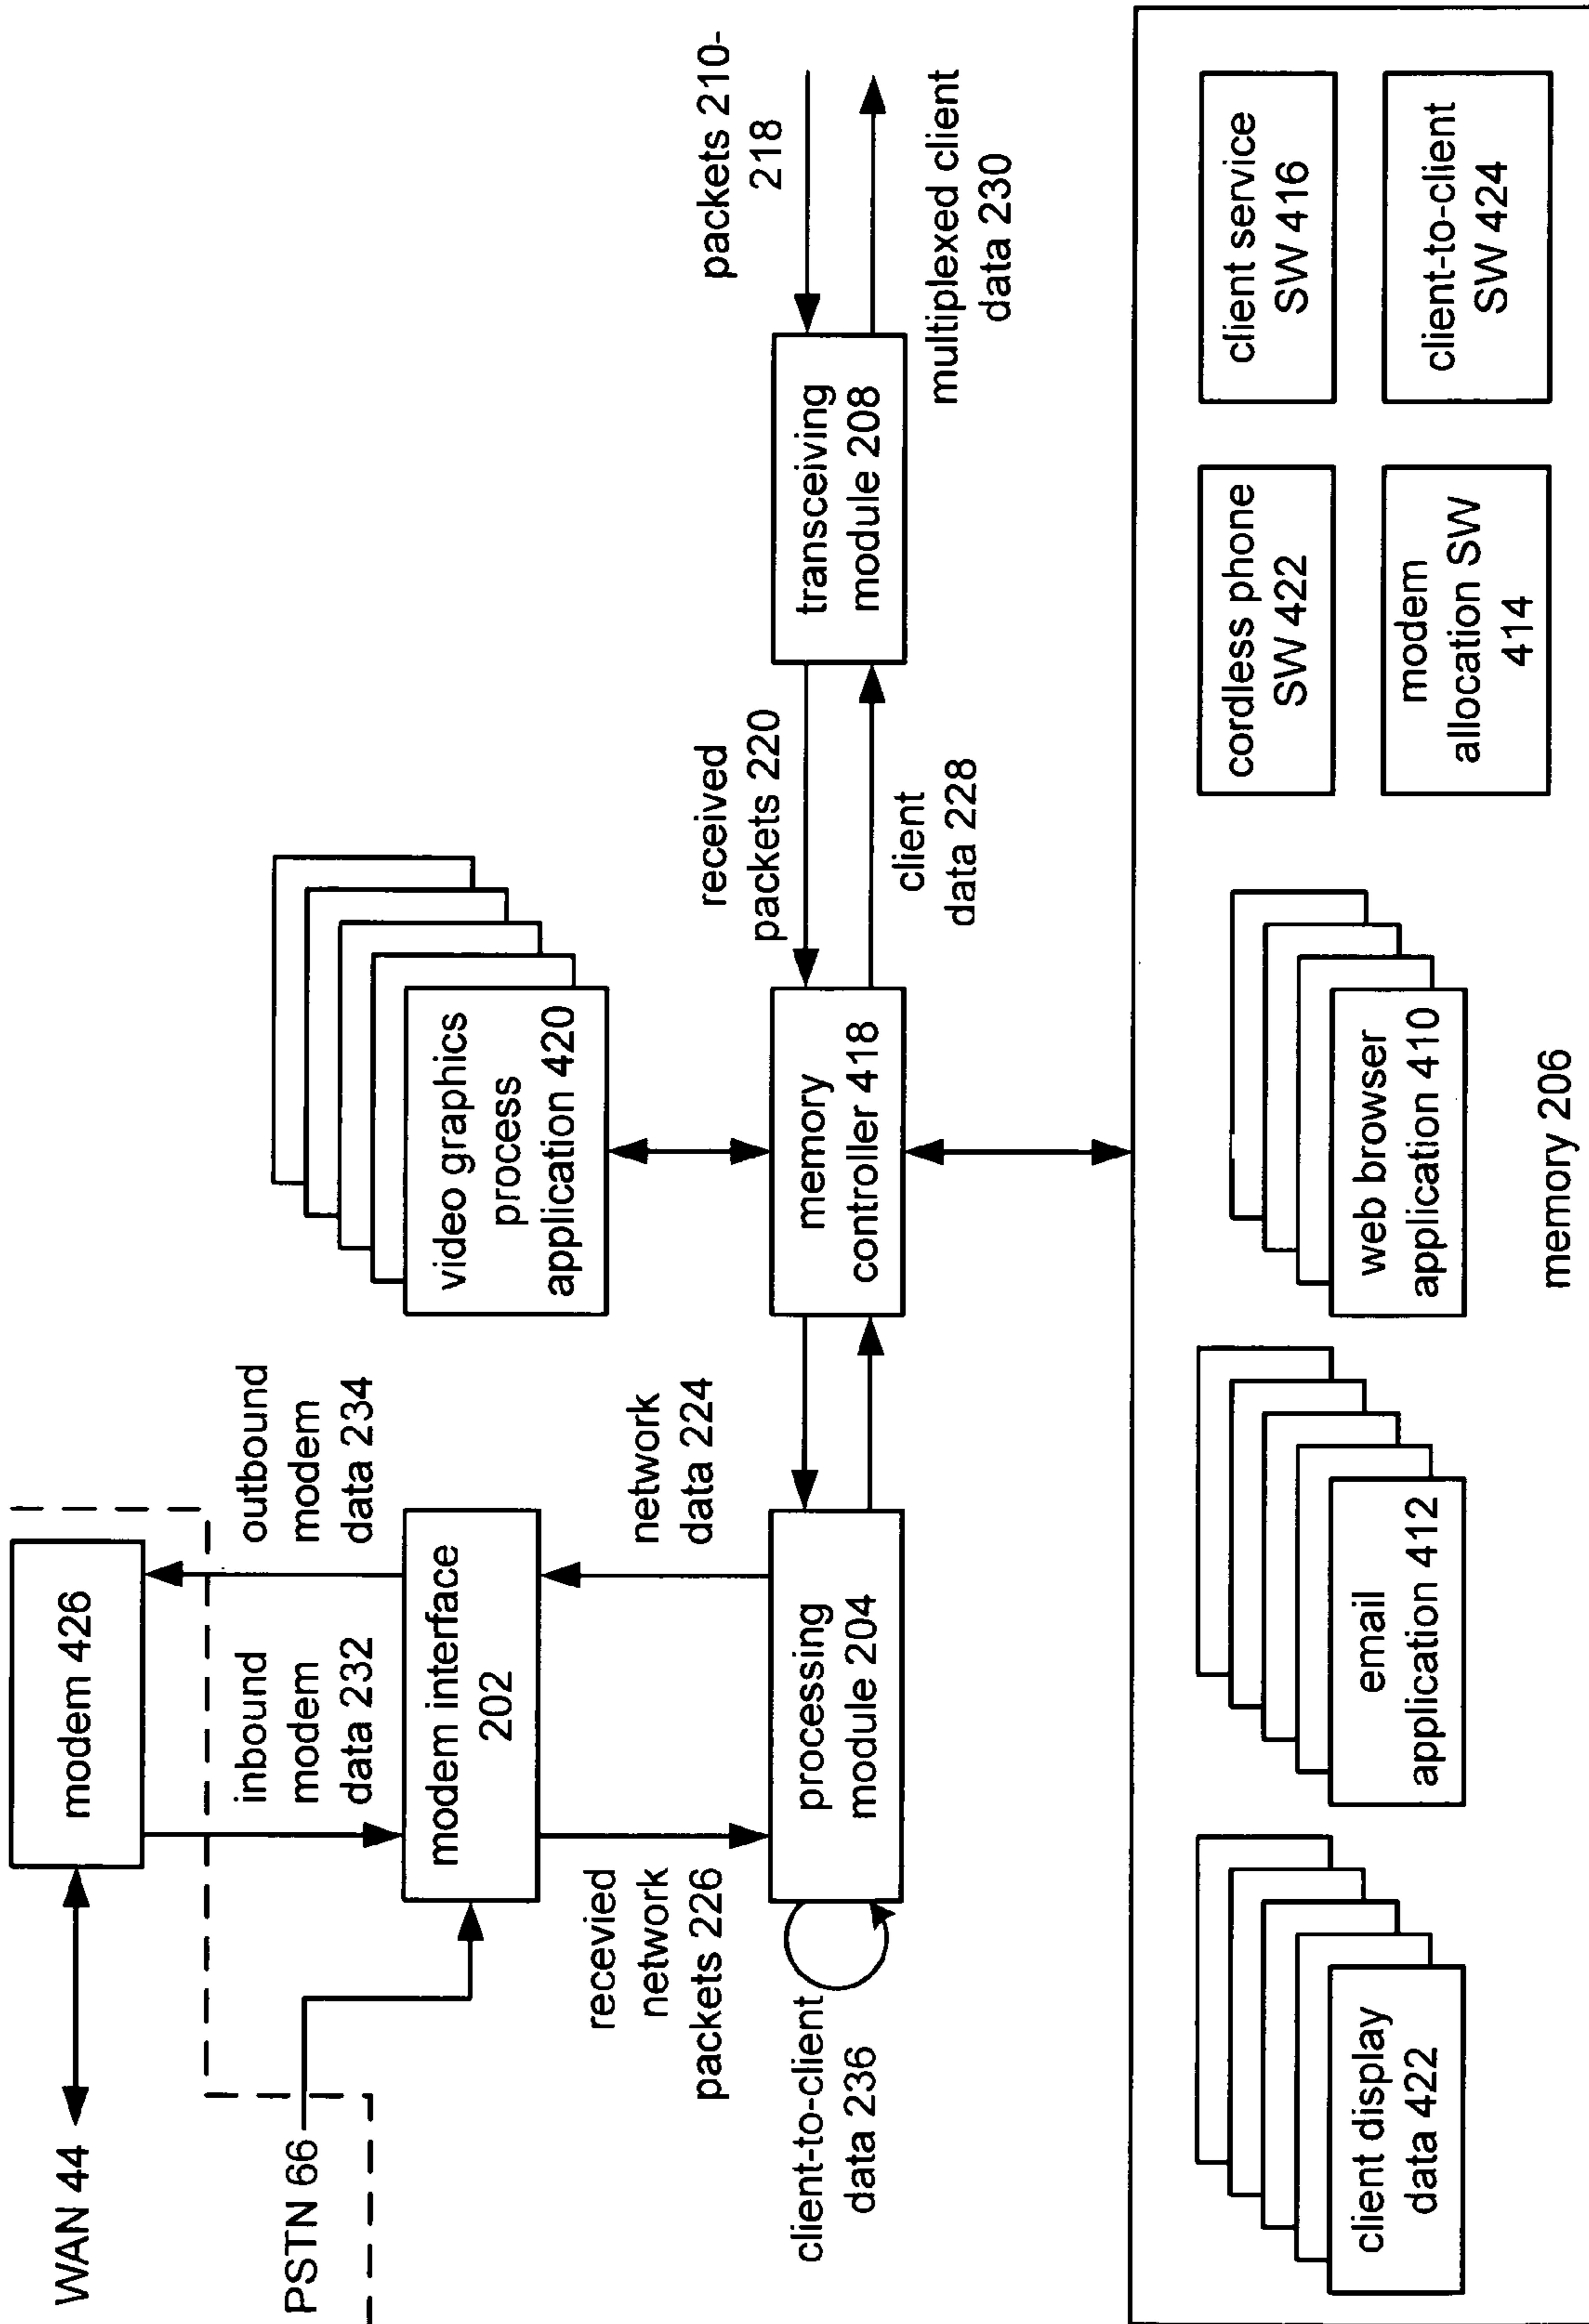 WAN 44
modem 426
PSTN 66
inbound
modem
data 232
outbound
modem
data 234
modem interface
202
recevied
network
packets 226
network
data 224
client-to-client
data 236
processing
module 204
video graphics
process
application 420
memory
controller 418
received
packets 220
client
data 228
transceiving
module 208
packets 210-
218
multiplexed client
data 230
client display
data 422
email
application 412
web browser
application 410
cordless phone
SW 422
client service
SW 416
modem
allocation SW
414
client-to-client
SW 424
memory 206